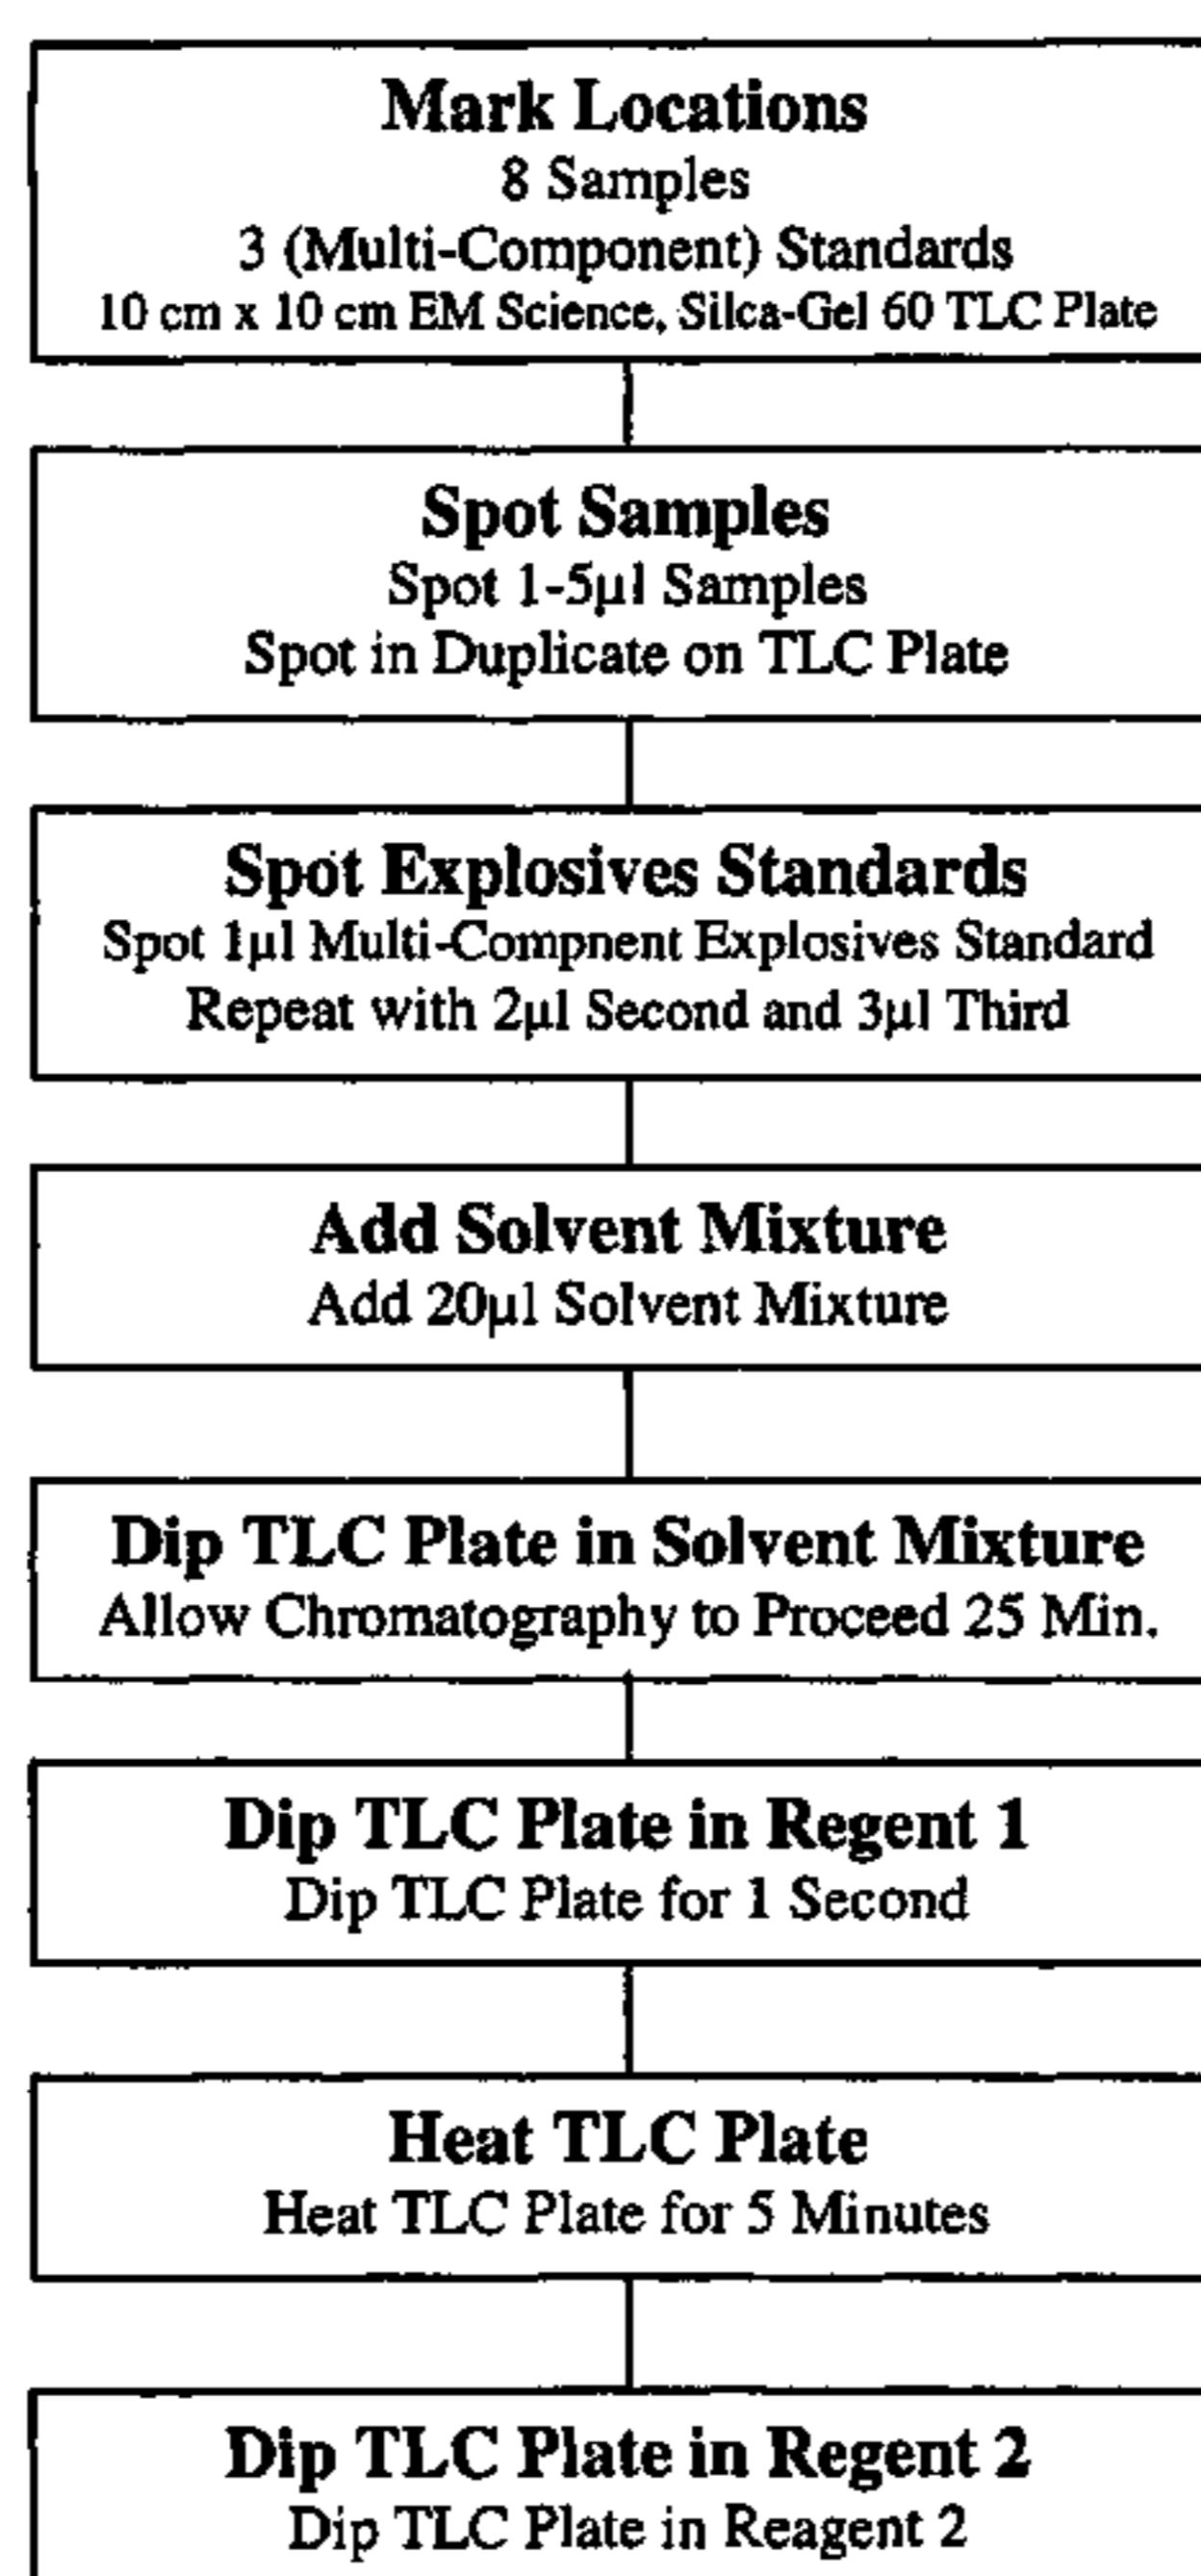 Mark Locations
8 Samples
3 (Multi-Component) Standards
10 cm x 10 cm EM Science, Silca-Gel 60 TLC Plate
Spot Samples
Spot 1-5µl Samples
Spot in Duplicate on TLC Plate
Spot Explosives Standards
Spot 1µl Multi-Compnent Explosives Standard
Repeat with 2µl Second and 3µl Third
Add Solvent Mixture
Add 20µl Solvent Mixture
Dip TLC Plate in Solvent Mixture
Allow Chromatography to Proceed 25 Min.
Dip TLC Plate in Regent 1
Dip TLC Plate for 1 Second
Heat TLC Plate
Heat TLC Plate for 5 Minutes
Dip TLC Plate in Regent 2
Dip TLC Plate in Reagent 2